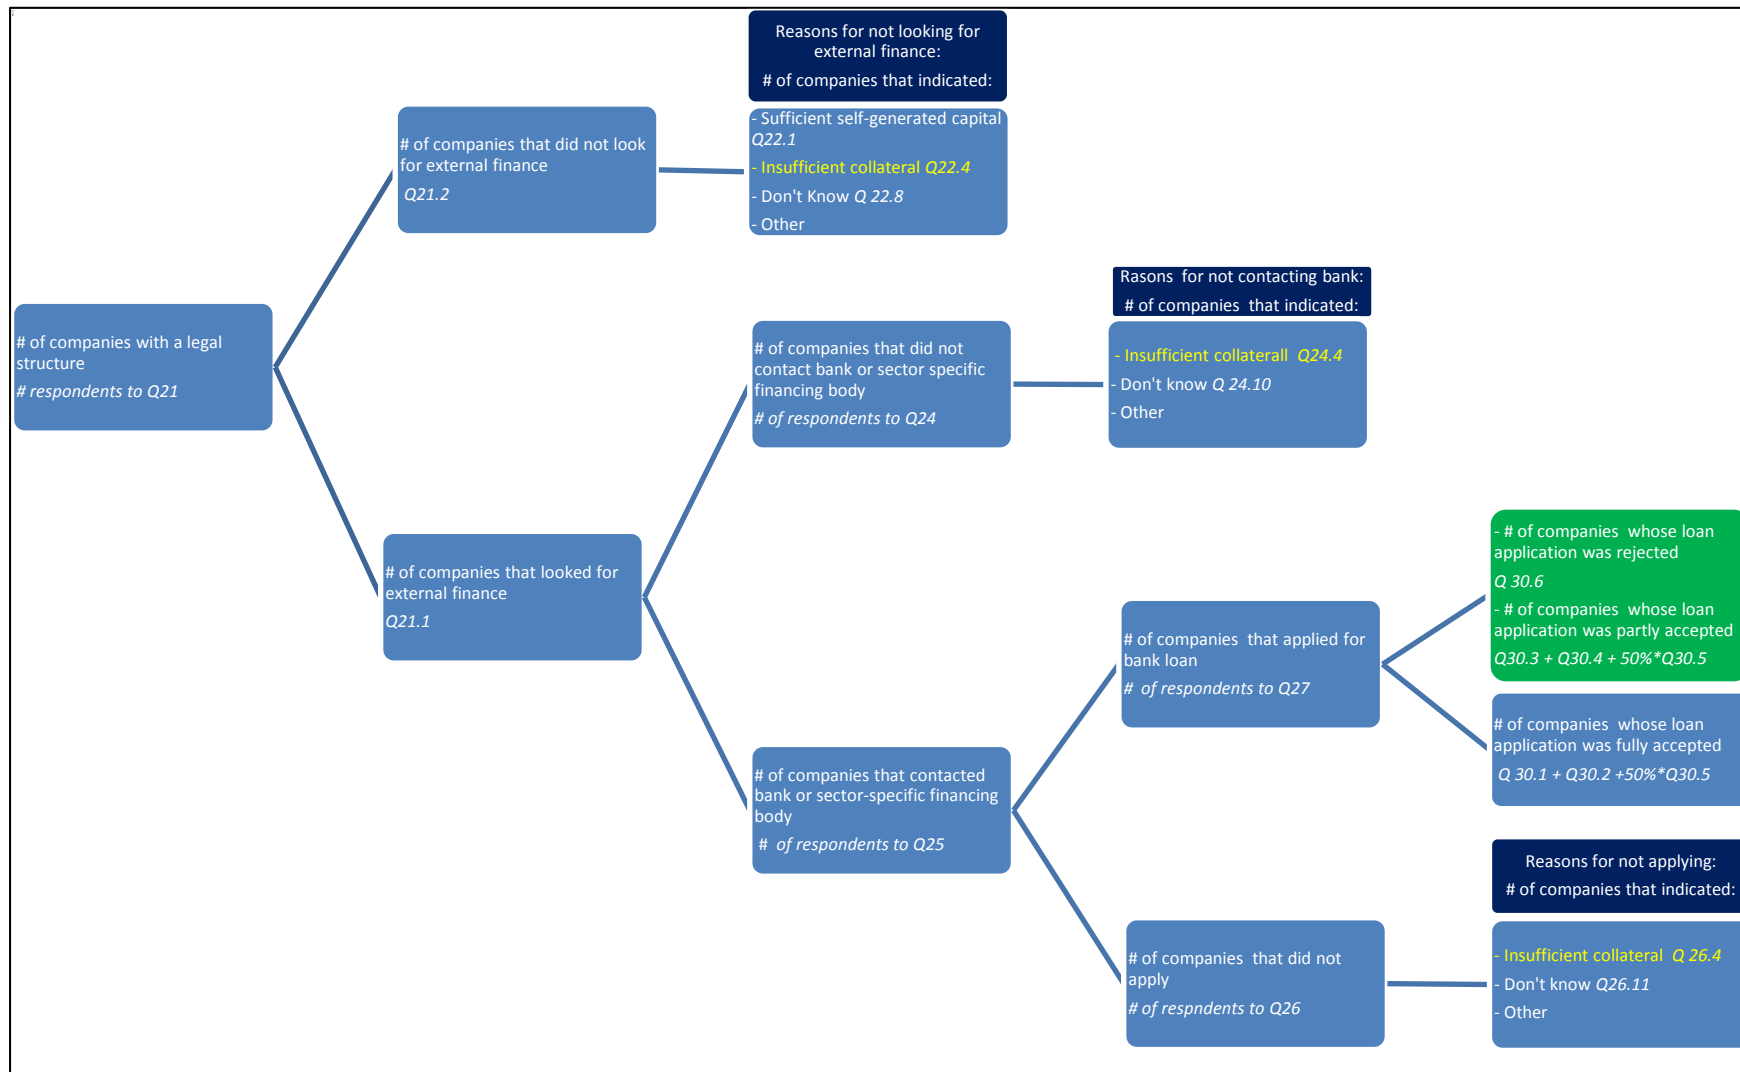 Reasons for not looking for
external finance:
# of companies that indicated:
- Sufficient self-generated capital
Q22.1
- Insufficient collateral Q22.4
- Don't Know Q 22.8
- Other
# of companies that did not look
for external finance
Q21.2
# of companies with a legal
structure
# respondents to Q21
# of companies that looked for
external finance
Q21.1
# of companies that did not
contact bank or sector specific
financing body
# of respondents to Q24
Rasons  for not contacting bank:
# of companies  that indicated:
- Insufficient collaterall  Q24.4
- Don't know Q 24.10
- Other
# of companies that contacted
bank or sector-specific financing
body
#  of respondents to Q25
# of companies  that applied for
bank loan
#  of respondents to Q27
- # of companies  whose loan
application was rejected
Q 30.6
- # of companies  whose loan
application was partly accepted
Q30.3 + Q30.4 + 50%*Q30.5
# of companies  whose loan
application was fully accepted
Q 30.1 + Q30.2 +50%*Q30.5
# of companies  that did not
apply
# of respndents to Q26
Reasons for not applying:
# of companies that indicated:
- Insufficient collateral  Q 26.4
- Don't know Q26.11
- Other